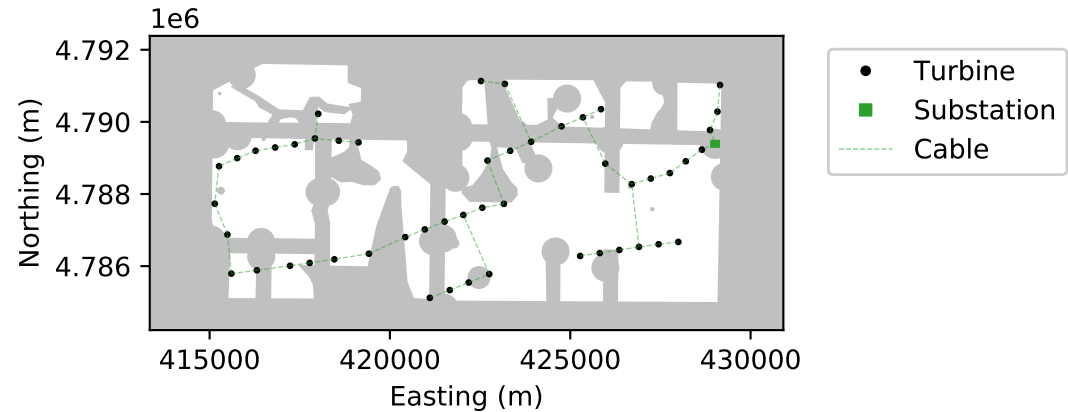 1e6
4.792
4.790
4.788
4.786
Northing (m)
415000 420000 425000 430000
Easting (m)
Turbine
Substation
Cable